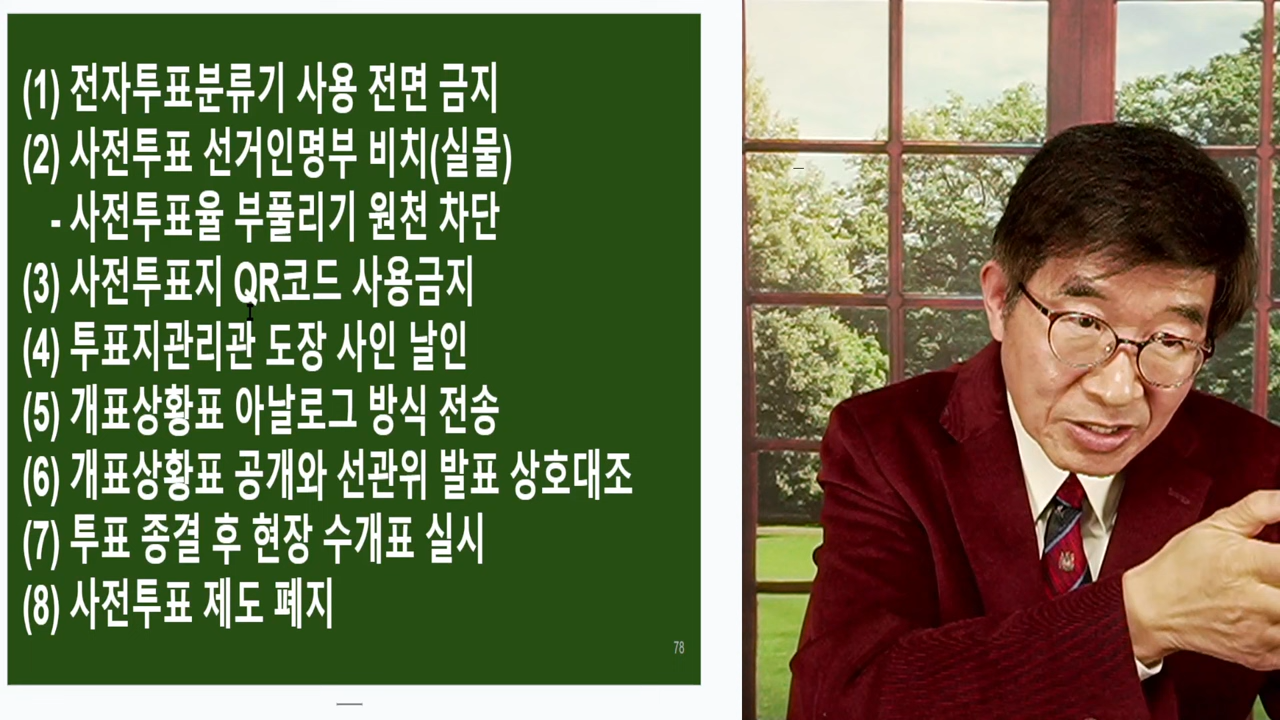 (1) 전자투표분류기 사용 전면 금지
(2) 사전투표 선거인명부 비치(실물)
- 사전투표율 부풀리기 원천 차단
(3) 사전투표지 QR코드 사용금지
(4) 투표지관리관 도장 사인 날인
(5) 개표상황표 아날로그 방식 전송
(6) 개표상황표 공개와 선관위 발표 상호대조
(7) 투표 종결 후 현장 수개표 실시
(8) 사전투표 제도 폐지
78